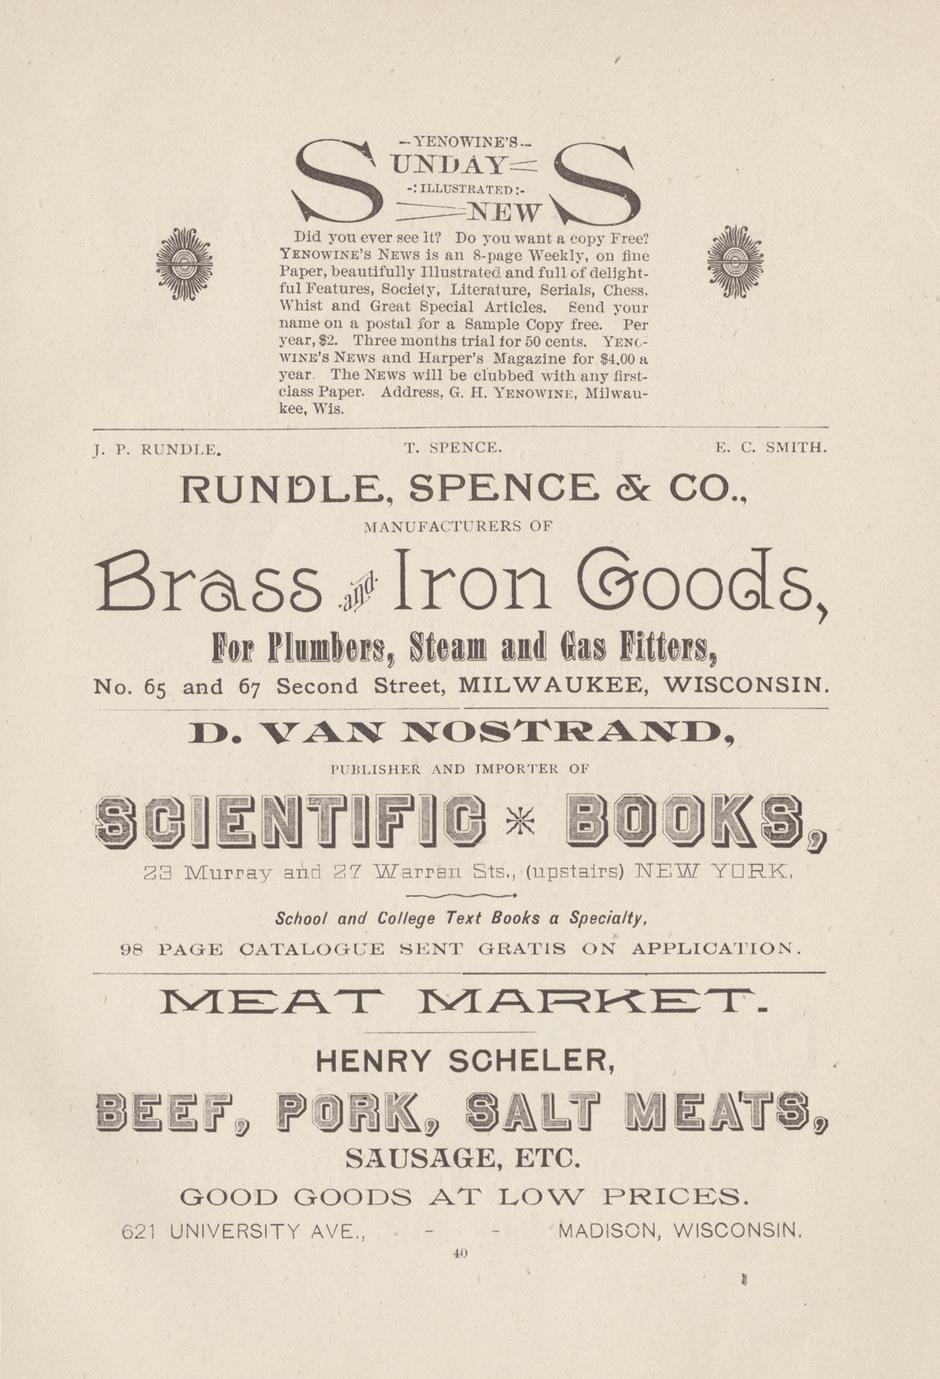 —YENOWINE'S—
SUNDAY
-:ILLUSTRATED:-
NEWS
Did you ever see it? Do you want a copy Free?
YENOWINE'S NEWS is an 8-page Weekly, on fine
Paper, beautifully Illustrated and full of delight-
ful Features, Society, Literature, Serials, Chess,
Whist and Great Special Articles. Send your
name on a postal for a Sample Copy free. Per
year, $2. Three months trial for 50 cents. YENO-
WINE'S NEWS and Harper's Magazine for $4.00 a
year. The NEWS will be clubbed with any first-
class Paper. Address, G. H. YENOWINE, Milwau-
kee, Wis.
J. P. RUNDLE. T. SPENCE. E. C. SMITH.
RUNDLE, SPENCE & CO.,
MANUFACTURERS OF
Brass and Iron Goods,
For Plumbers, Steam and Gas Fitters,
No. 65 and 67 Second Street, MILWAUKEE, WISCONSIN.
D. VAN NOSTRAND,
PUBLISHER AND IMPORTER OF
SCIENTIFIC * BOOKS,
23 Murray and 27 Warren Sts., (upstairs) NEW YORK,
School and College Text Books a Specialty,
98 PAGE CATALOGUE SENT GRATIS ON APPLICATION.
MEAT MARKET.
HENRY SCHELER,
BEEF, PORK, SALT MEATS,
SAUSAGE, ETC.
GOOD GOODS AT LOW PRICES.
621 UNIVERSITY AVE., - - MADISON, WISCONSIN.
40